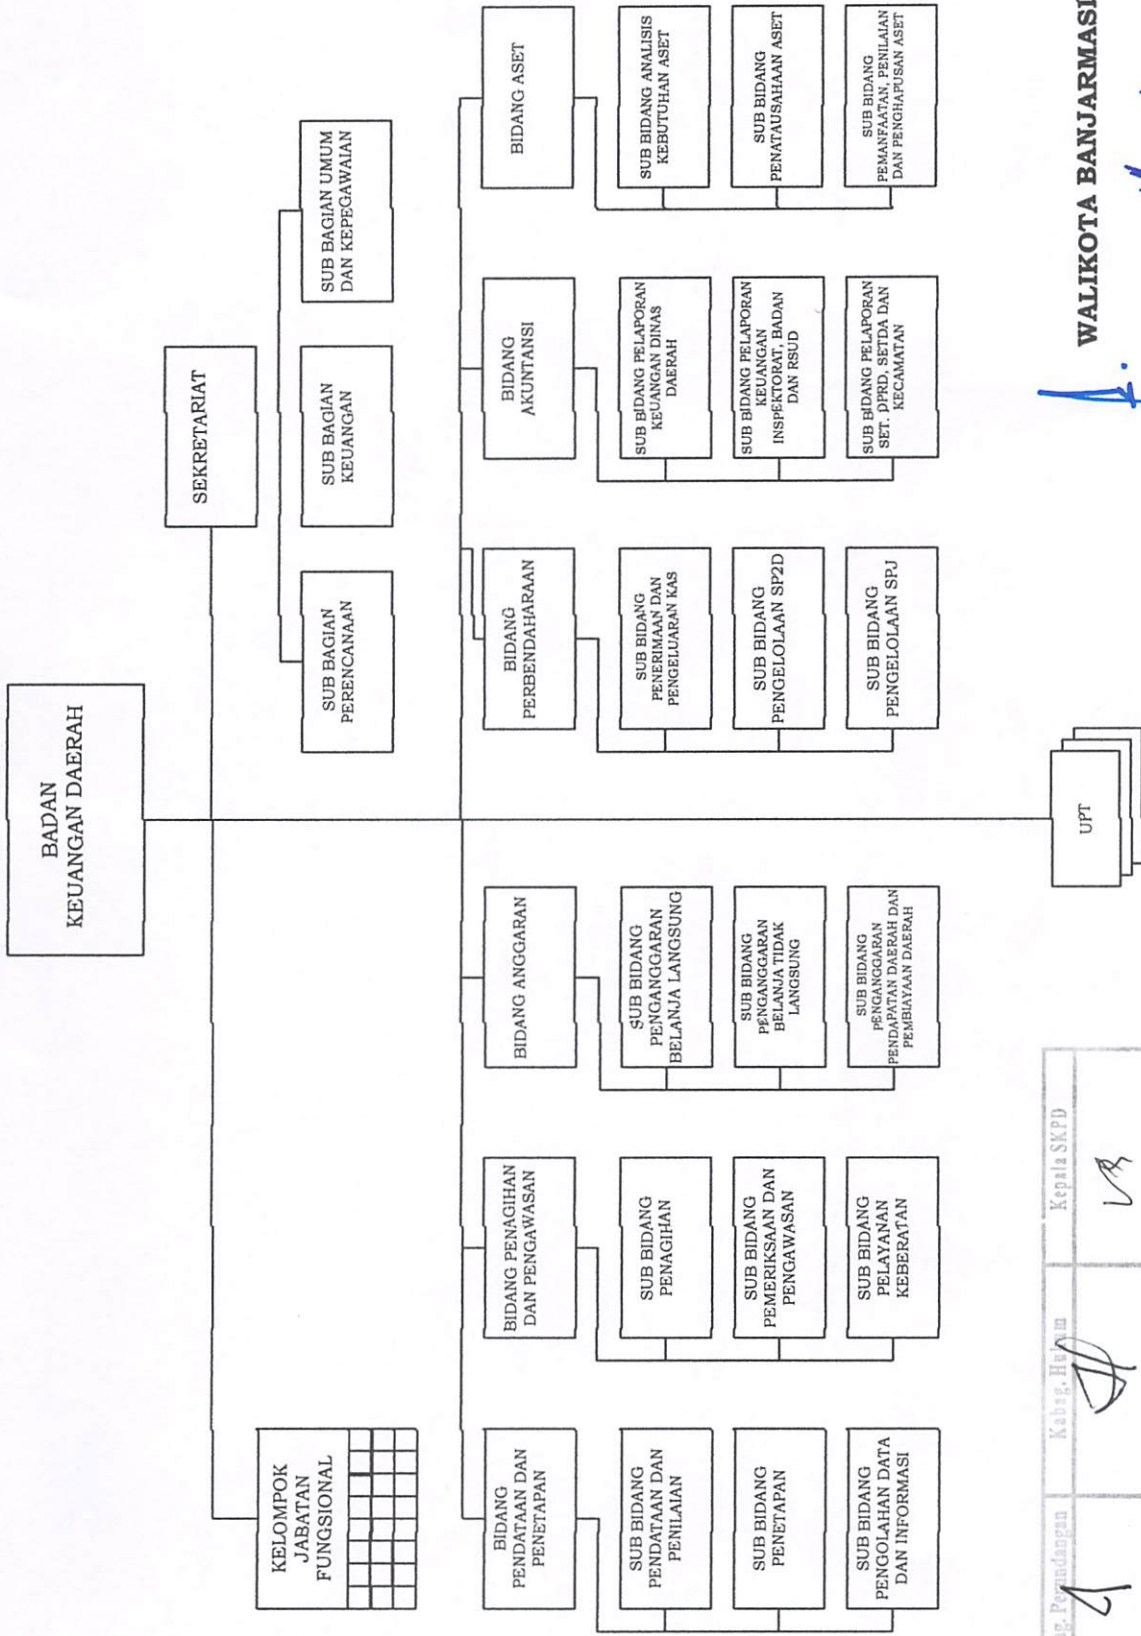 BADAN
KEUANGAN DAERAH
SEKRETARIAT
KELOMPOK
JABATAN
FUNGSIONAL
SUB BAGIAN
PERENCANAAN
SUB BAGIAN
KEUANGAN
SUB BAGIAN UMUM
DAN KEPEGAWAIAN
BIDANG
PENDATAAN DAN
PENETAPAN
SUB BIDANG
PENDATAAN DAN
PENILAIAN
SUB BIDANG
PENETAPAN
SUB BIDANG
PENGOLAHAN DATA
DAN INFORMASI
BIDANG PENAGIHAN
DAN PENGAWASAN
SUB BIDANG
PENAGIHAN
SUB BIDANG
PEMERIKSAAN DAN
PENGAWASAN
SUB BIDANG
PELAYANAN
KEBERATAN
BIDANG ANGGARAN
SUB BIDANG
PENGANGGARAN
BELANJA LANGSUNG
SUB BIDANG
PENGANGGARAN
BELANJA TIDAK
LANGSUNG
SUB BIDANG
PENGANGGARAN
PENDAPATAN DAERAH DAN
PEMBIAYAAN DAERAH
BIDANG
PERBENDAHARAAN
SUB BIDANG
PENERIMAAN DAN
PENGELUARAN KAS
SUB BIDANG
PENGELOLAAN SP2D
SUB BIDANG
PENGELOLAAN SPJ
BIDANG
AKUNTANSI
SUB BIDANG PELAPORAN
KEUANGAN DINAS
DAERAH
SUB BIDANG PELAPORAN
KEUANGAN
INSPEKTORAT, BADAN
DAN RSUD
SUB BIDANG PELAPORAN
SET. DPRD, SETDA DAN
KECAMATAN
BIDANG ASET
SUB BIDANG ANALISIS
KEBUTUHAN ASET
SUB BIDANG
PENATAUSAHAAN ASET
SUB BIDANG
PEMANFAATAN, PENILAIAN
DAN PENGHAPUSAN ASET
UPT
Perundangan
Kabag. Hukum
Kepala SKPD
WALIKOTA BANJARMASI